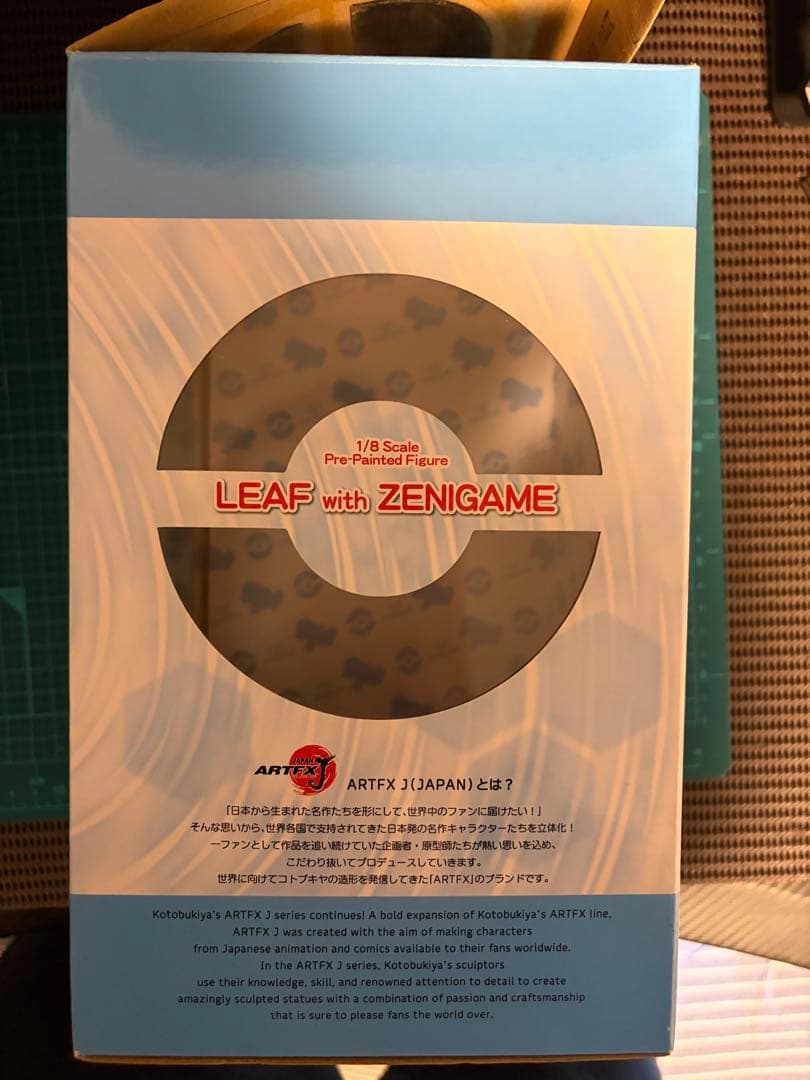 1/8 Scale
Pre-Painted Figure
LEAF with ZENIGAME
JAPAN
ARTFX J
ARTFX J(JAPAN)とは？
「日本から生まれた名作たちを形にして、世界中のファンに届けたい！」
そんな思いから、世界各国で支持されてきた日本発の名作キャラクターたちを立体化！
一ファンとして作品を追い続けていた企画者・原型師たちが熱い思いを込め、
こだわり抜いてプロデュースしていきます。
世界に向けてコトブキヤの造形を発信してきた「ARTFX」のブランドです。
Kotobukiya's ARTFX J series continues! A bold expansion of Kotobukiya's ARTFX line,
ARTFX J was created with the aim of making characters
from Japanese animation and comics available to their fans worldwide.
In the ARTFX J series, Kotobukiya's sculptors
use their knowledge, skill, and renowned attention to detail to create
amazingly sculpted statues with a combination of passion and craftsmanship
that is sure to please fans the world over.